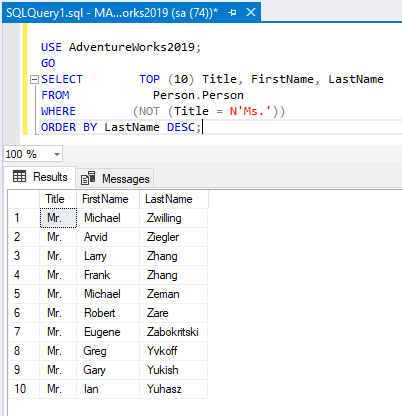 SQLQuery1.sql - MA...orks2019 (sa (74))*
USE AdventureWorks2019;
GO
SELECT TOP (10) Title, FirstName, LastName
FROM Person.Person
WHERE (NOT (Title = N'Ms.'))
ORDER BY LastName DESC;
100 %
Results Messages
Title FirstName LastName
1 Mr. Michael Zwilling
2 Mr. Arvid Ziegler
3 Mr. Larry Zhang
4 Mr. Frank Zhang
5 Mr. Michael Zeman
6 Mr. Robert Zare
7 Mr. Eugene Zabokritski
8 Mr. Greg Yvkoff
9 Mr. Gary Yukish
10 Mr. Ian Yuhasz